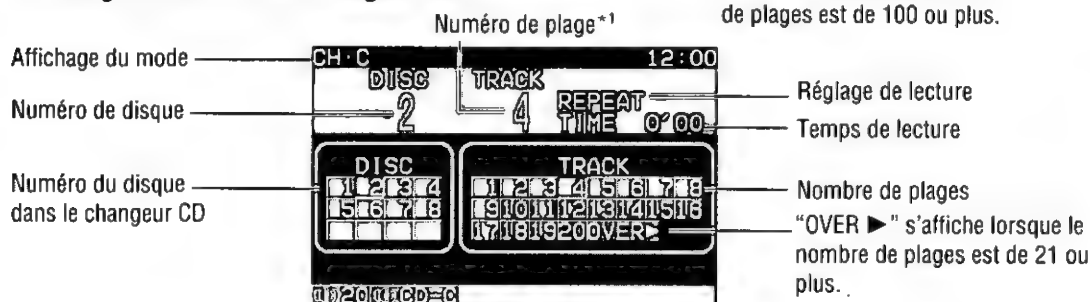 Numéro de plage*1
de plages est de 100 ou plus.
Affichage du mode
CH·C 12:00
DISC TRACK
Numéro de disque
2 4
REPEAT
TIME 0'00
Réglage de lecture
Temps de lecture
Numéro du disque
dans le changeur CD
DISC
1 2 3 4
5 6 7 8
TRACK
1 2 3 4 5 6 7 8
9 10 11 12 13 14 15 16
17 18 19 20 OVER ►
Nombre de plages
“OVER ►” s’affiche lorsque le
nombre de plages est de 21 ou
plus.